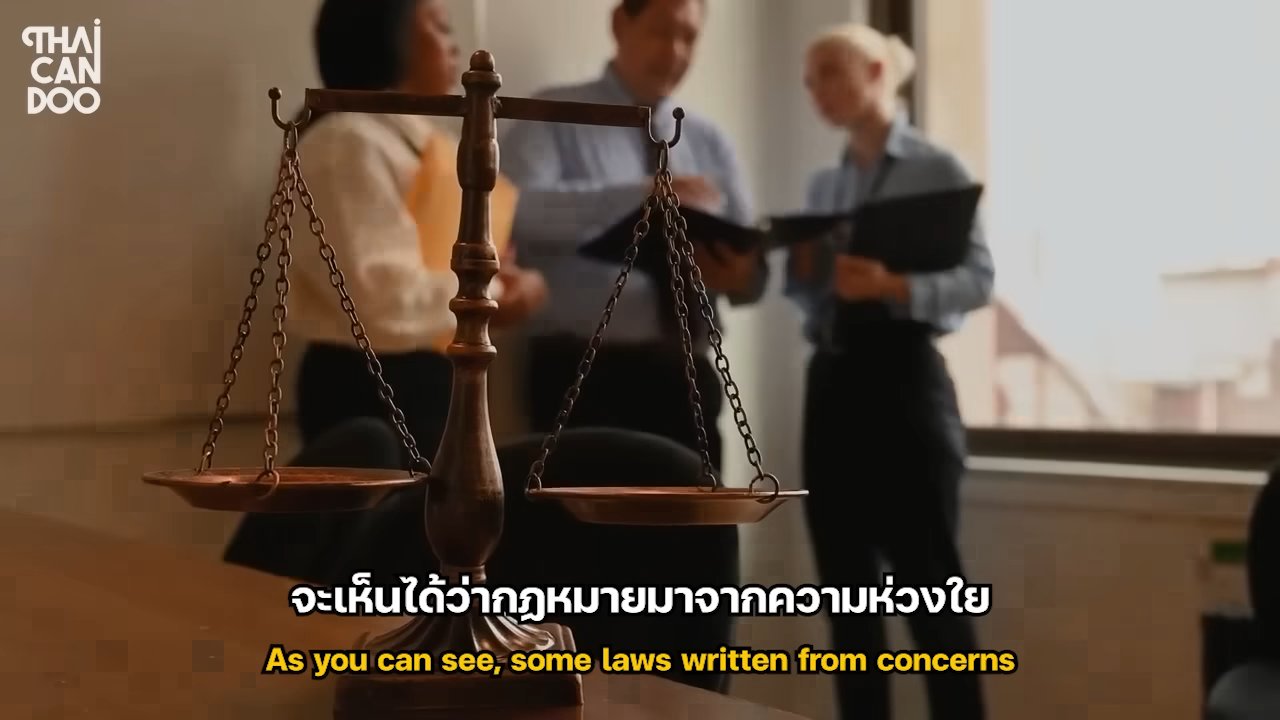 THAI
CAN
DOO
จะเห็นได้ว่ากฎหมายมาจากความห่วงใย
As you can see, some laws written from concerns